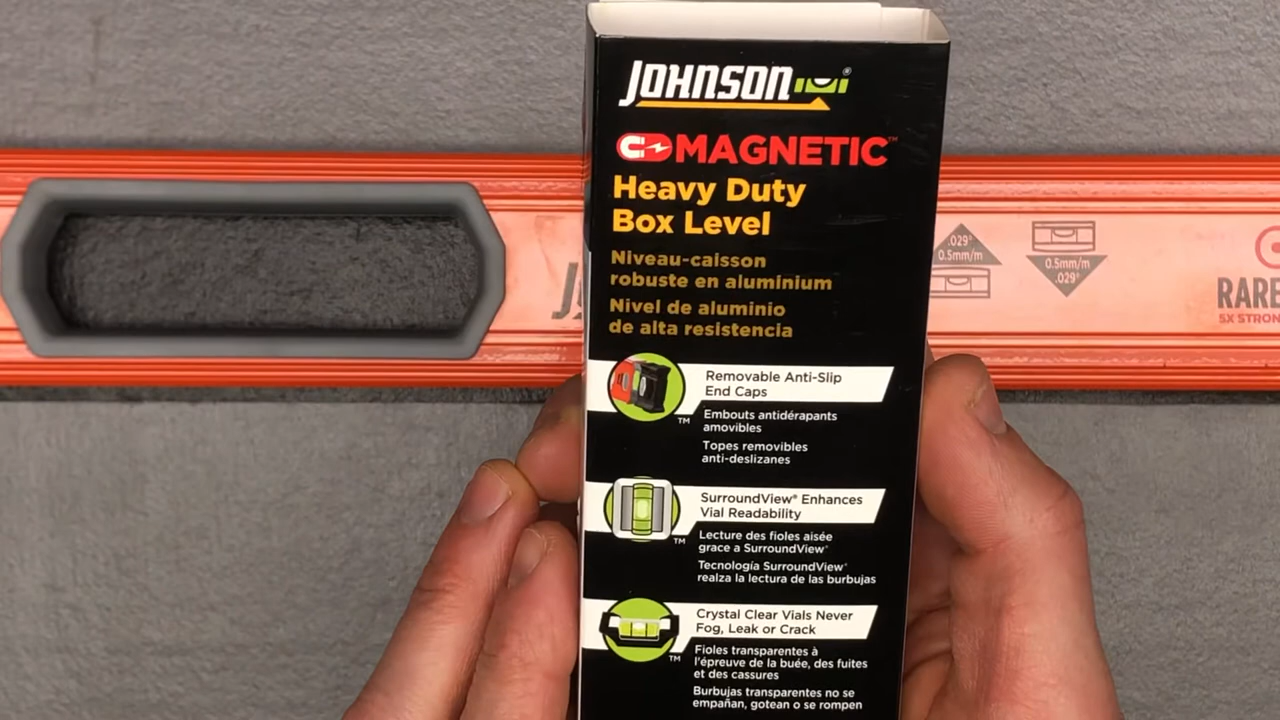 JOHNSON®
MAGNETIC™
Heavy Duty
Box Level
Niveau-caisson
robuste en aluminium
Nivel de aluminio
de alta resistencia
Removable Anti-Slip
End Caps
Embouts antidérapants
amovibles
Topes removibles
anti-deslizanes
TM
SurroundView® Enhances
Vial Readability
Lecture des fioles aisée
grace a SurroundView®
Tecnología SurroundView®
realza la lectura de las burbujas
TM
Crystal Clear Vials Never
Fog, Leak or Crack
Fioles transparentes à
l'épreuve de la buée, des fuites
et des cassures
Burbujas transparentes no se
empañan, gotean o se rompen
TM
.029°
0.5mm/m
0.5mm/m
.029°
RARE
5X STRON